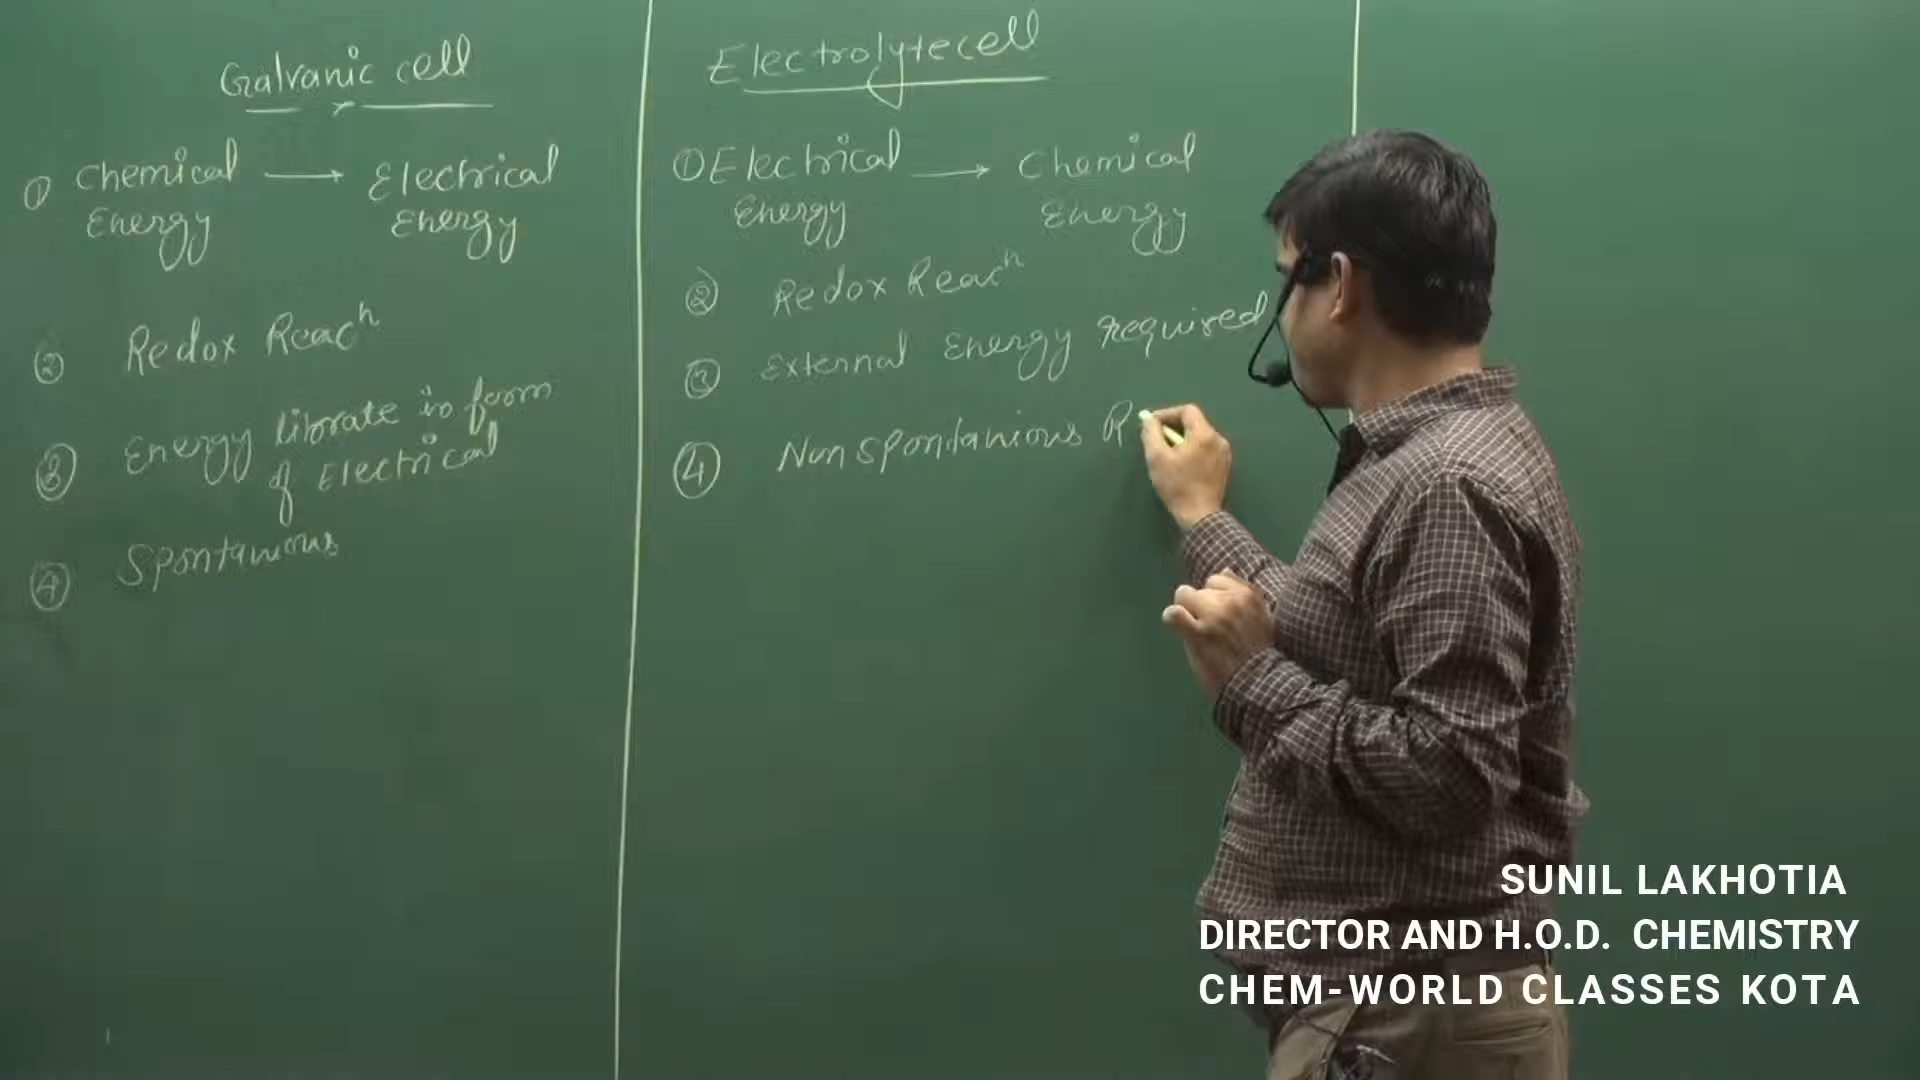 Galvanic cell
① Chemical → Electrical
Energy Energy
② Redox Reacⁿ
③ Energy librate in form
of Electrical
④ Spontanious
Electrolyte cell
① Electrical → Chemical
Energy Energy
② Redox Reacⁿ
③ External Energy required
④ Nun Spontanious R
SUNIL LAKHOTIA
DIRECTOR AND H.O.D. CHEMISTRY
CHEM-WORLD CLASSES KOTA